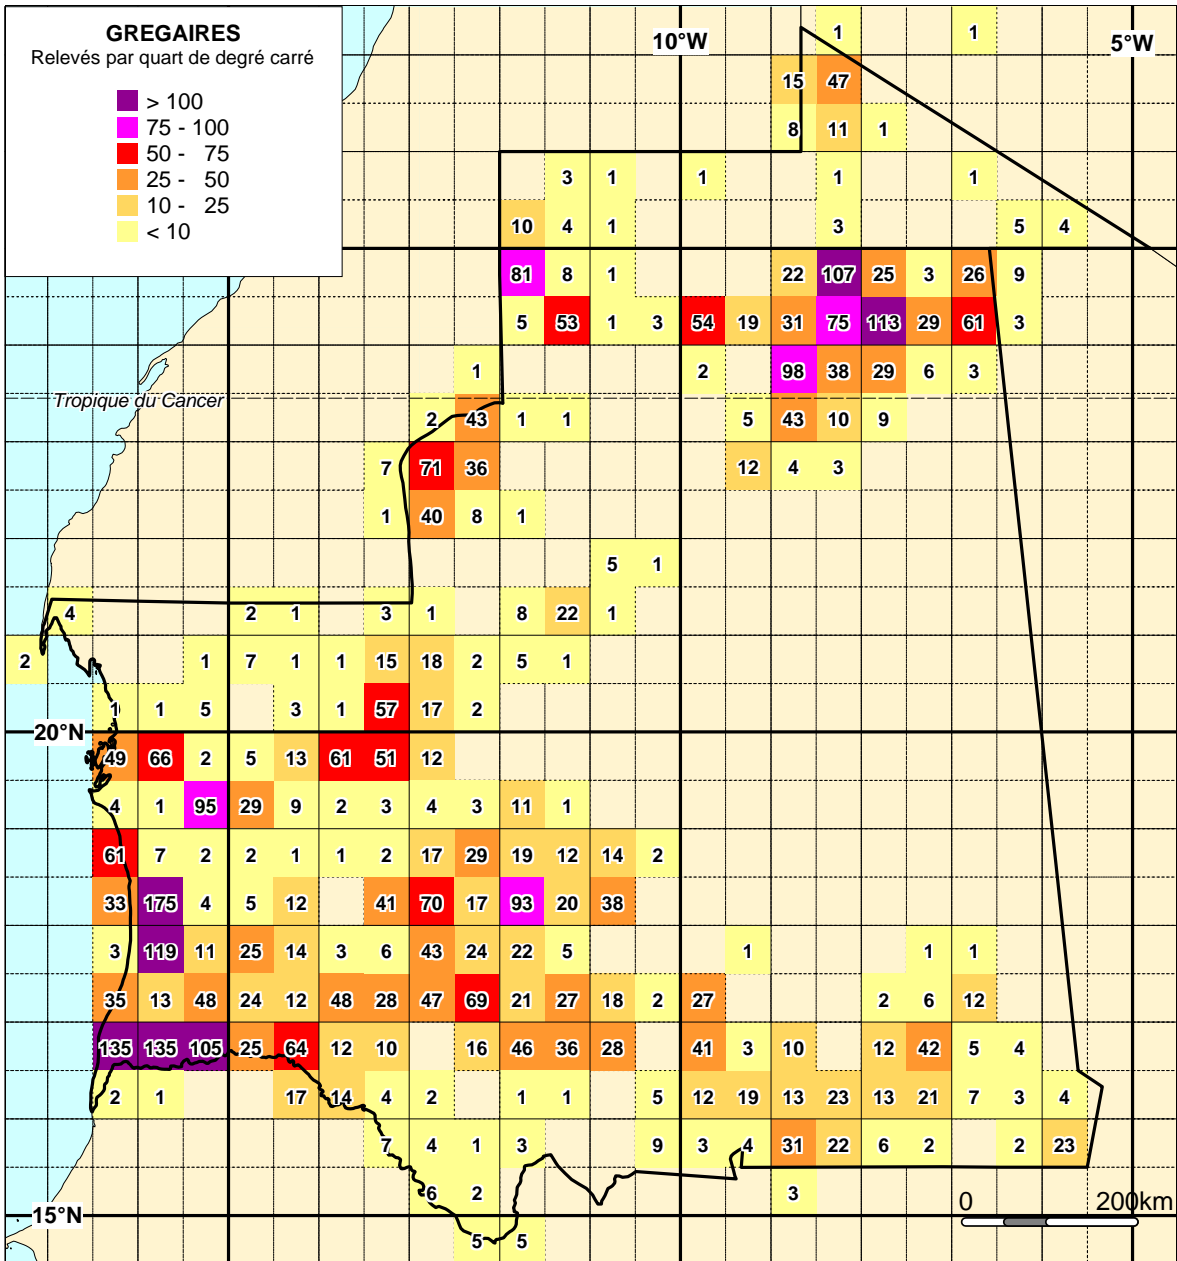 GREGAIRES
Relevés par quart de degré carré
> 100
75 - 100
50 - 75
25 - 50
10 - 25
< 10
10°W
5°W
1 1
15 47
8 11 1
3 1 1 1 1
10 4 1 3 5 4
81 8 1 22 107 25 3 26 9
5 53 1 3 54 19 31 75 113 29 61 3
1 2 98 38 29 6 3
Tropique du Cancer
2 43 1 1 5 43 10 9
7 71 36 12 4 3
1 40 8 1
5 1
4 2 1 3 1 8 22 1
2 1 7 1 1 15 18 2 5 1
1 1 5 3 1 57 17 2
20°N
49 66 2 5 13 61 51 12
4 1 95 29 9 2 3 4 3 11 1
61 7 2 2 1 1 2 17 29 19 12 14 2
33 175 4 5 12 41 70 17 93 20 38
3 119 11 25 14 3 6 43 24 22 5 1 1 1
35 13 48 24 12 48 28 47 69 21 27 18 2 27 2 6 12
135 135 105 25 64 12 10 16 46 36 28 41 3 10 12 42 5 4
2 1 17 14 4 2 1 1 5 12 19 13 23 13 21 7 3 4
7 4 1 3 9 3 4 31 22 6 2 2 23
6 2 3
0 200km
15°N
5 5